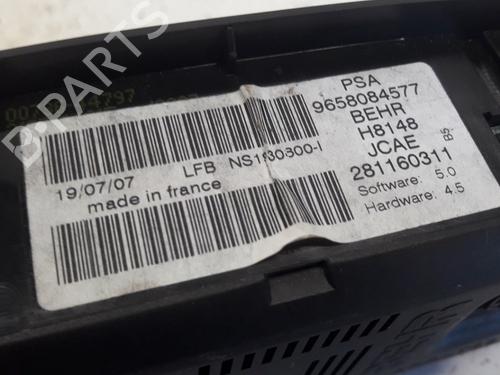 PSA
9658084577
BEHR
H8148
JCAE B5
281160311
Software: 5.0
Hardware: 4.5
19/07/07 LFB
made in france